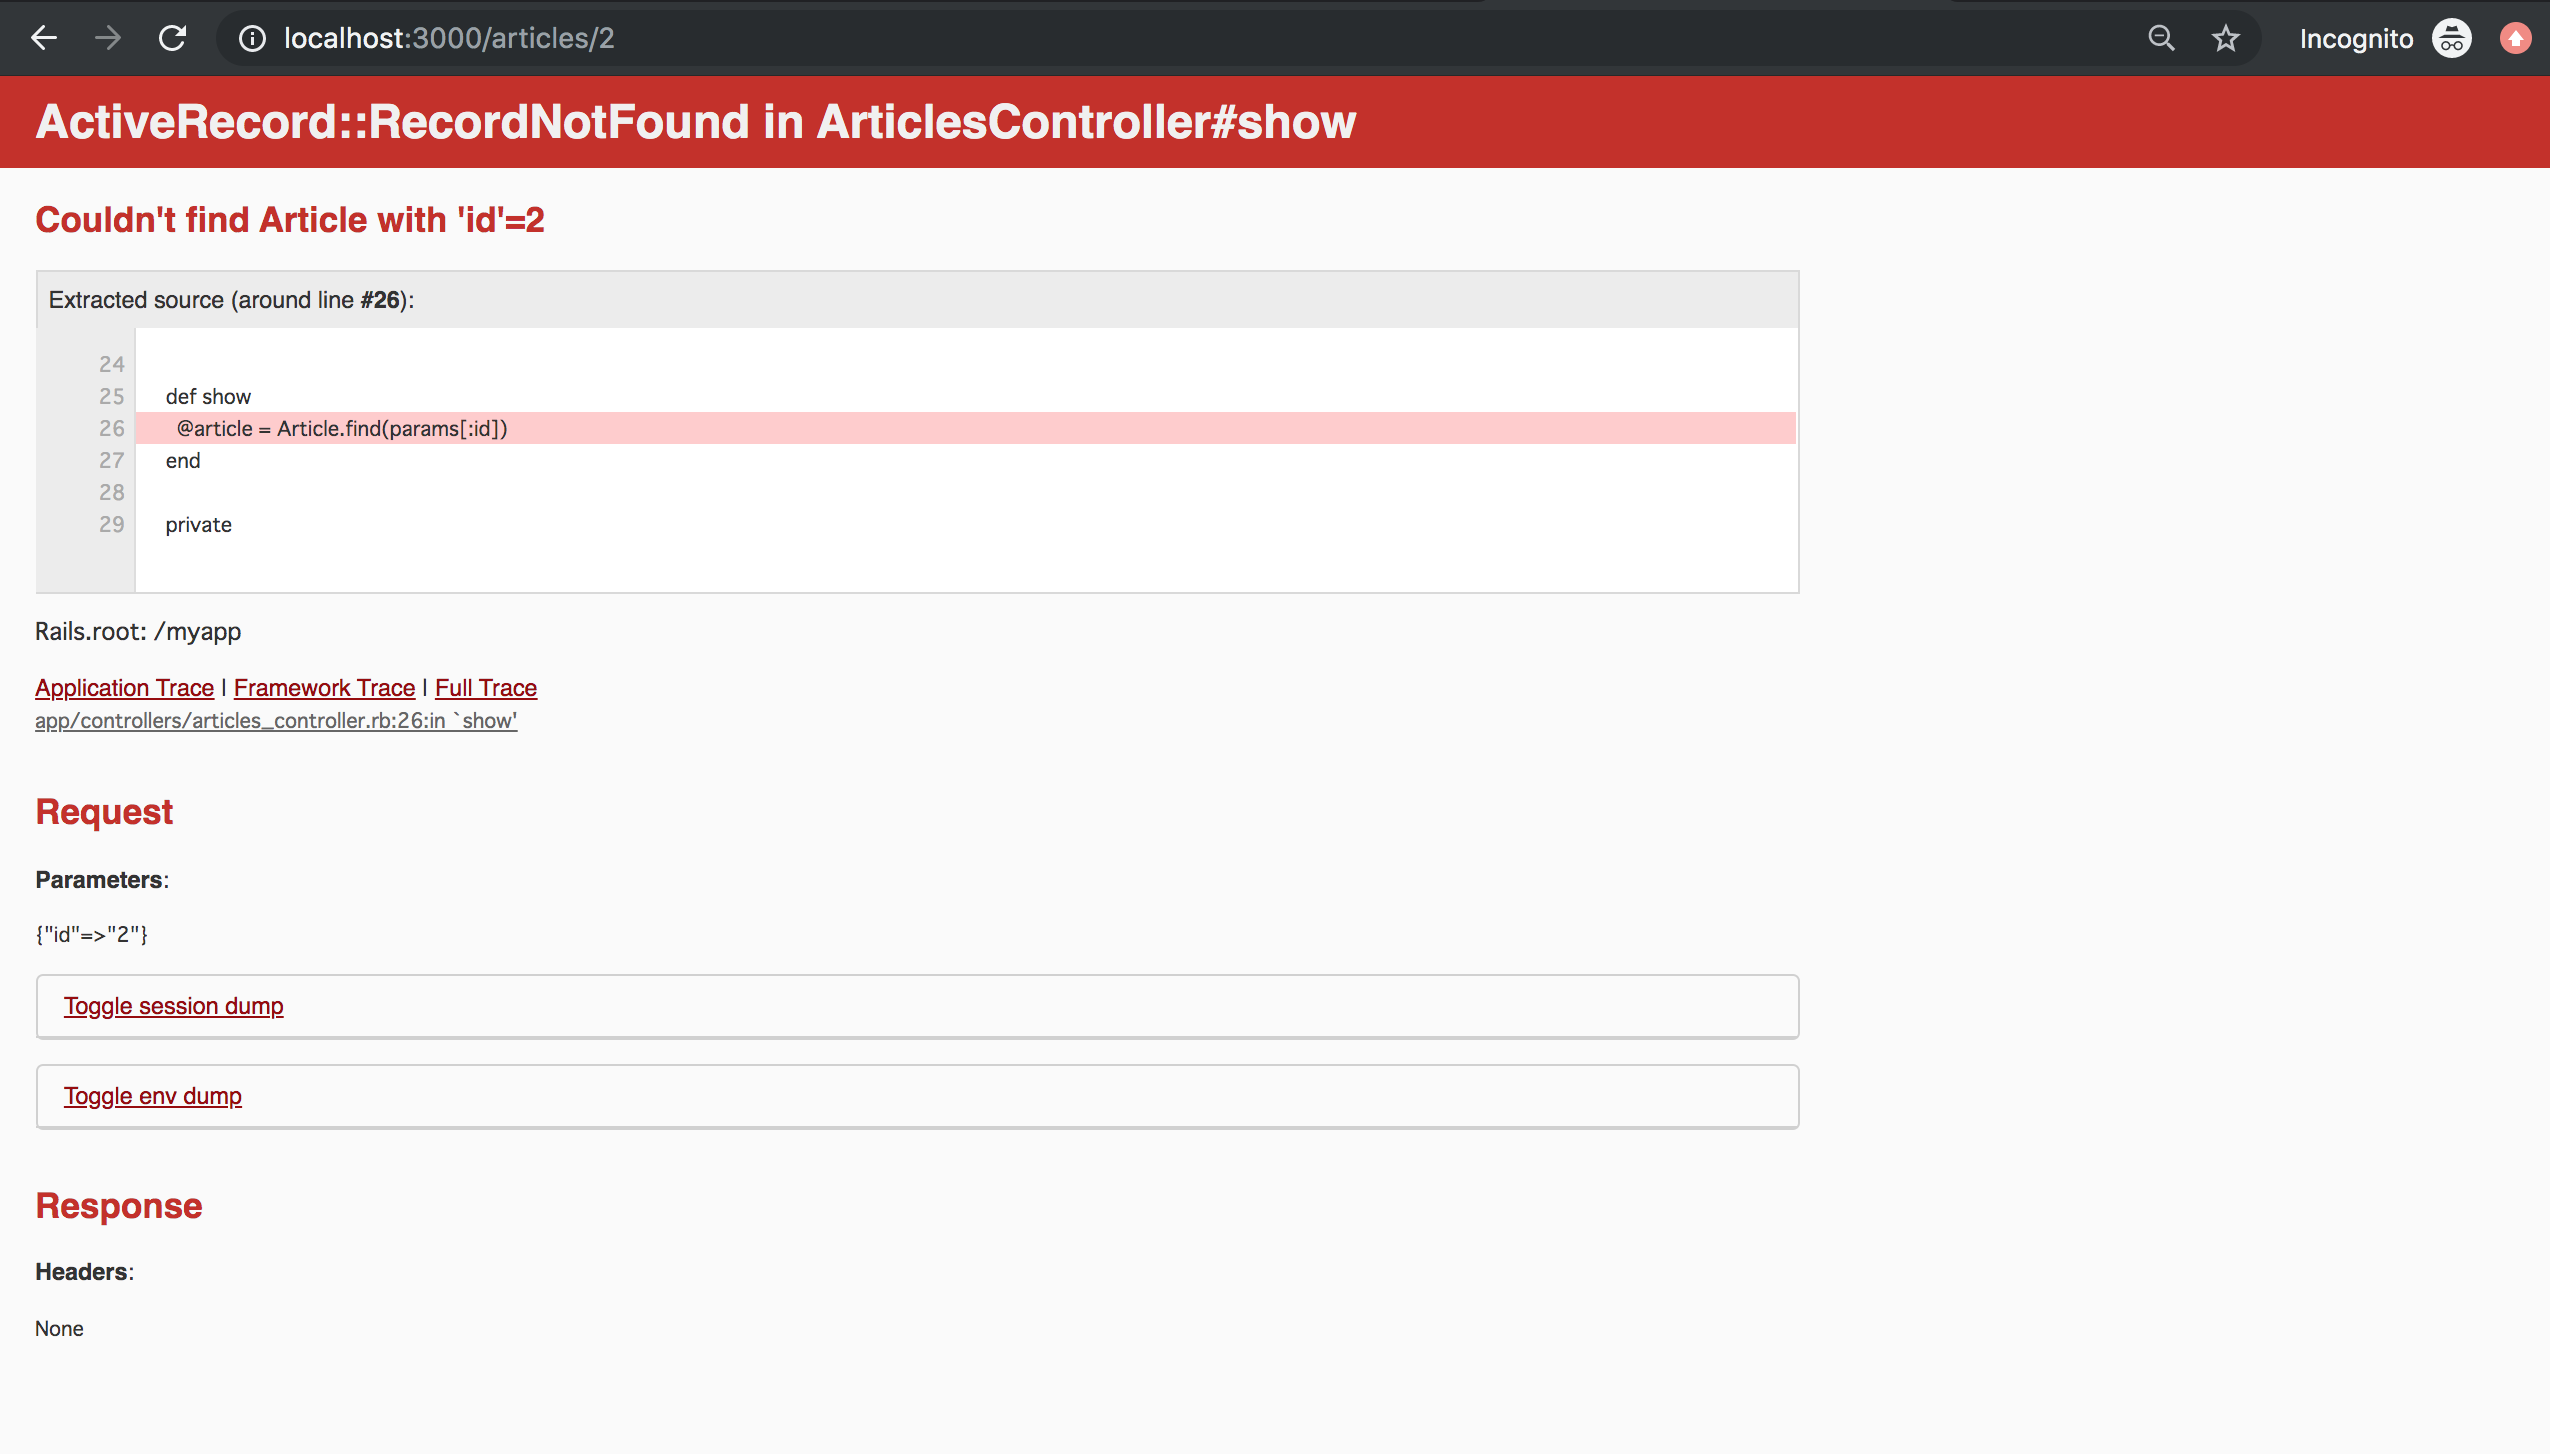 localhost:3000/articles/2
Incognito
ActiveRecord::RecordNotFound in ArticlesController#show
Couldn't find Article with 'id'=2
Extracted source (around line #26):
24
25 def show
26 @article = Article.find(params[:id])
27 end
28
29 private
Rails.root: /myapp
Application Trace | Framework Trace | Full Trace
app/controllers/articles_controller.rb:26:in `show'
Request
Parameters:
{"id"=>"2"}
Toggle session dump
Toggle env dump
Response
Headers:
None